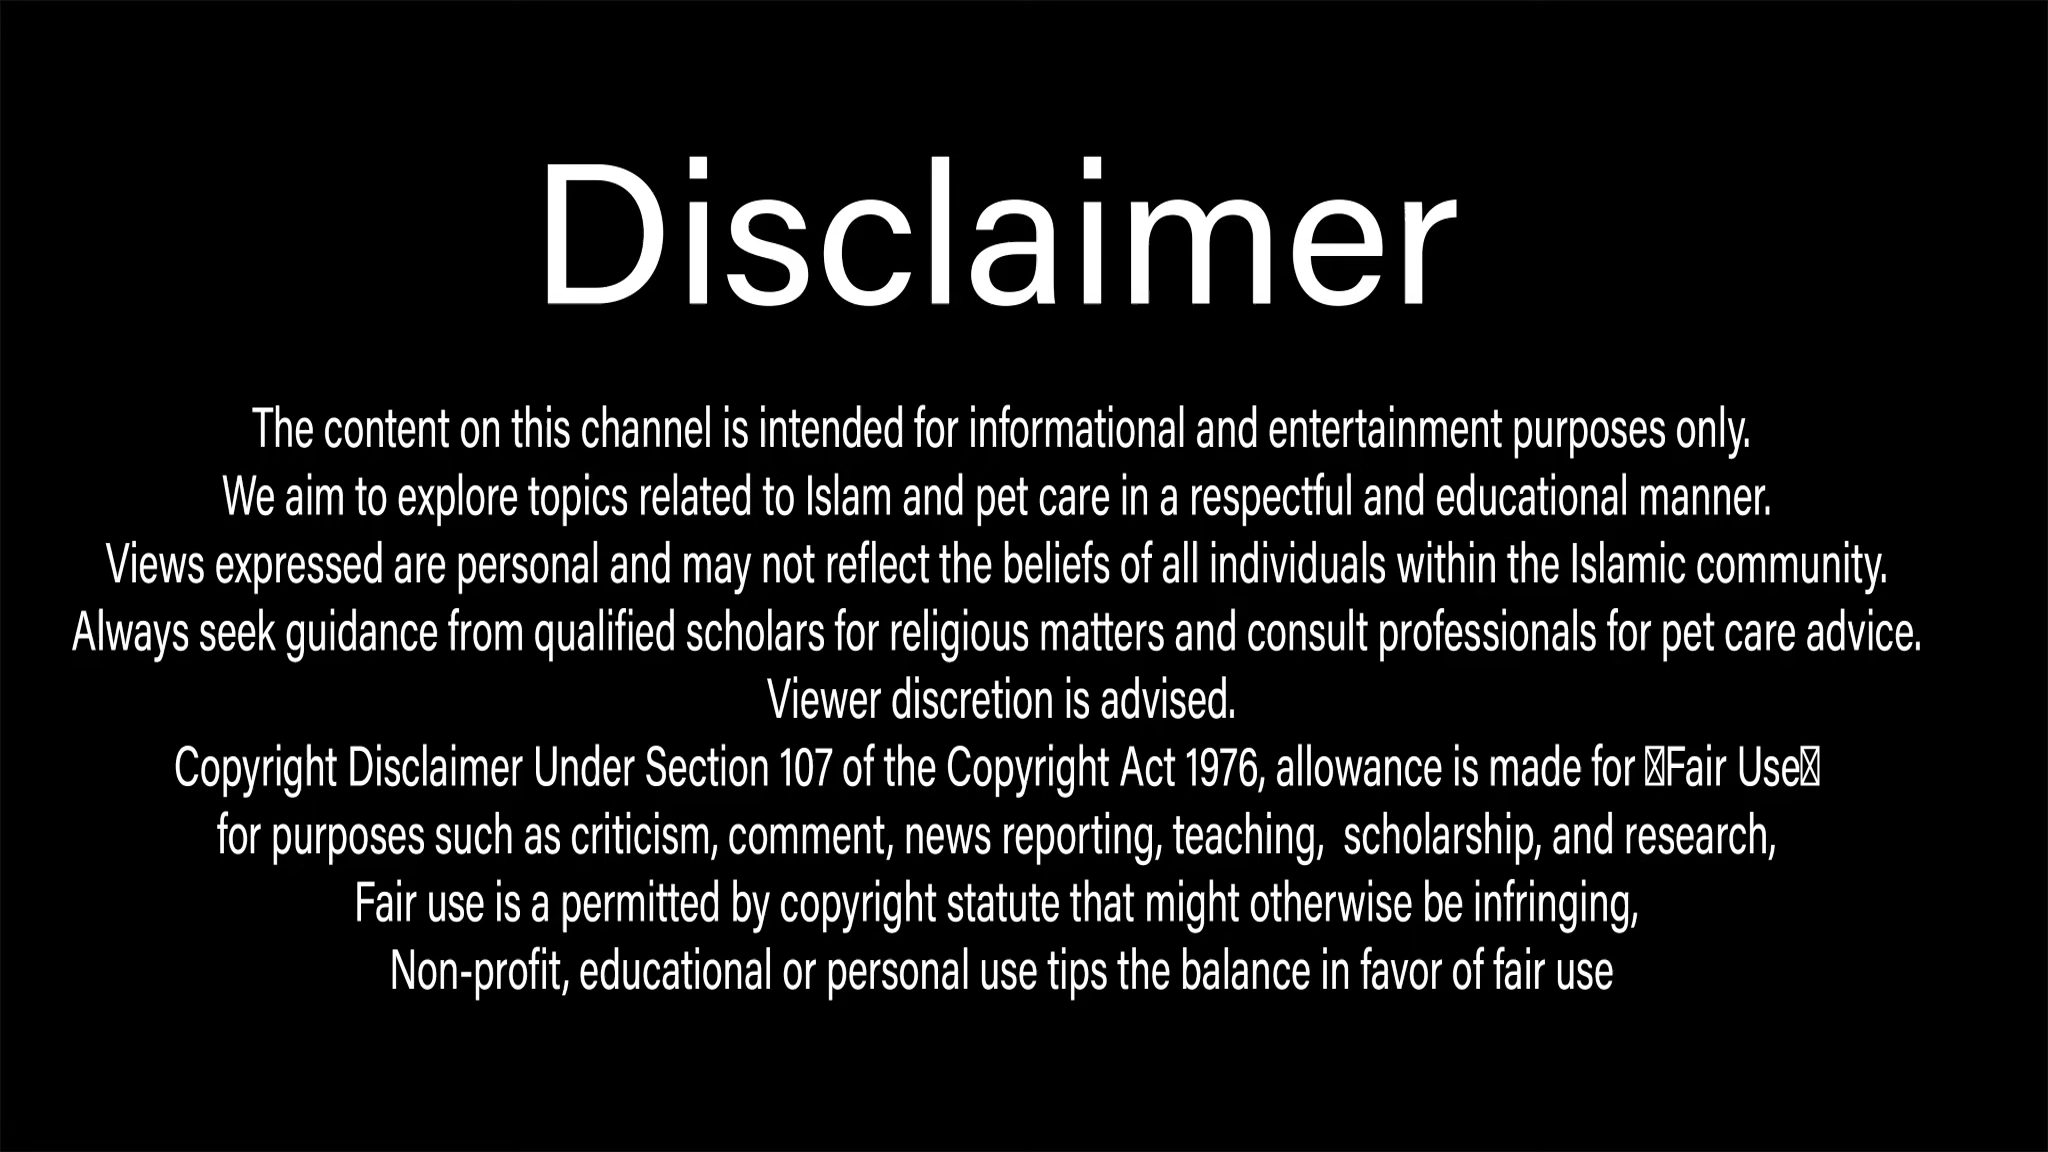 Disclaimer
The content on this channel is intended for informational and entertainment purposes only.
We aim to explore topics related to Islam and pet care in a respectful and educational manner.
Views expressed are personal and may not reflect the beliefs of all individuals within the Islamic community.
Always seek guidance from qualified scholars for religious matters and consult professionals for pet care advice.
Viewer discretion is advised.
Copyright Disclaimer Under Section 107 of the Copyright Act 1976, allowance is made for Fair Use
for purposes such as criticism, comment, news reporting, teaching,  scholarship, and research,
Fair use is a permitted by copyright statute that might otherwise be infringing,
Non-profit, educational or personal use tips the balance in favor of fair use